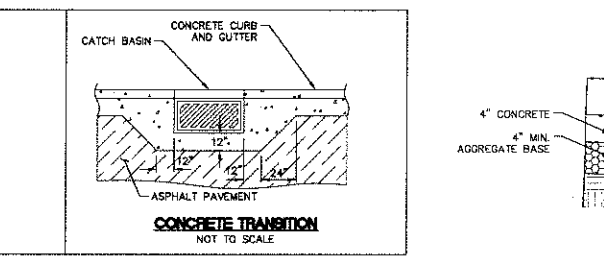 CONCRETE CURB
AND GUTTER
CATCH BASIN
12"
12"
12"
24"
ASPHALT PAVEMENT
CONCRETE TRANSITION
NOT TO SCALE
4" CONCRETE
4" MIN.
AGGREGATE BASE